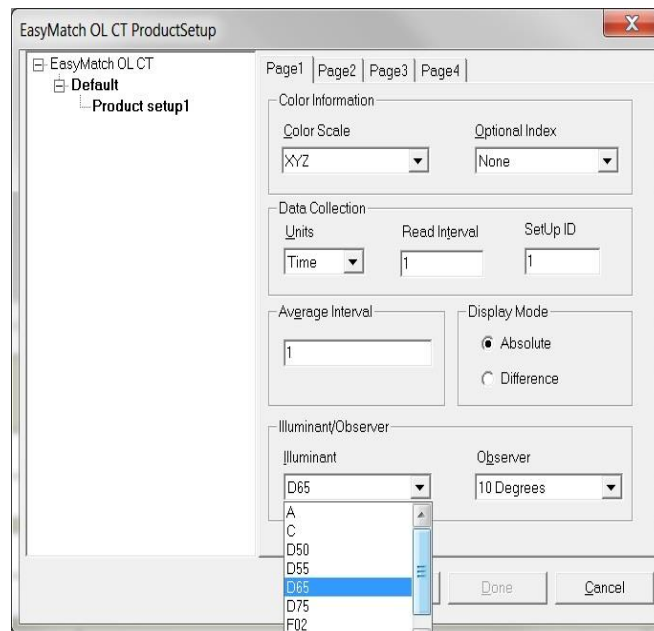 EasyMatch OL CT ProductSetup
X
EasyMatch OL CT
Default
Product setup1
Page1 Page2 Page3 Page4
Color Information
Color Scale Optional Index
XYZ None
Data Collection
Units Read Interval SetUp ID
Time 1 1
Average Interval Display Mode
1 Absolute
Difference
Illuminant/Observer
Illuminant Observer
D65 10 Degrees
A
C
D50
D55
D65
D75
F02
Done Cancel